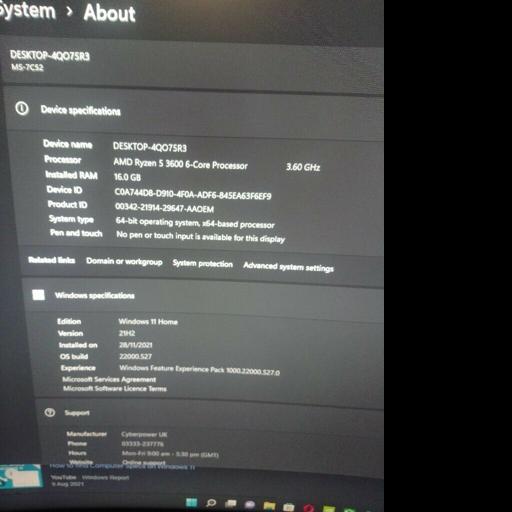 System > About
DESKTOP-4QO75R3
MS-7C52
Device specifications
Device name DESKTOP-4QO75R3
Processor AMD Ryzen 5 3600 6-Core Processor 3.60 GHz
Installed RAM 16.0 GB
Device ID C0A744D8-D910-4F0A-ADF6-845EA63F6EF9
Product ID 00342-21914-29647-AAOEM
System type 64-bit operating system, x64-based processor
Pen and touch No pen or touch input is available for this display
Related links Domain or workgroup System protection Advanced system settings
Windows specifications
Edition Windows 11 Home
Version 21H2
Installed on 28/11/2021
OS build 22000.527
Experience Windows Feature Experience Pack 1000.22000.527.0
Microsoft Services Agreement
Microsoft Software Licence Terms
Support
Manufacturer Cyberpower UK
Phone 03333-237776
Hours Mon-Fri 9:00 am - 5:30 pm (GMT)
Website Online support
How to find Computer Specs on Windows 11
YouTube Windows Report
9 Aug 2021